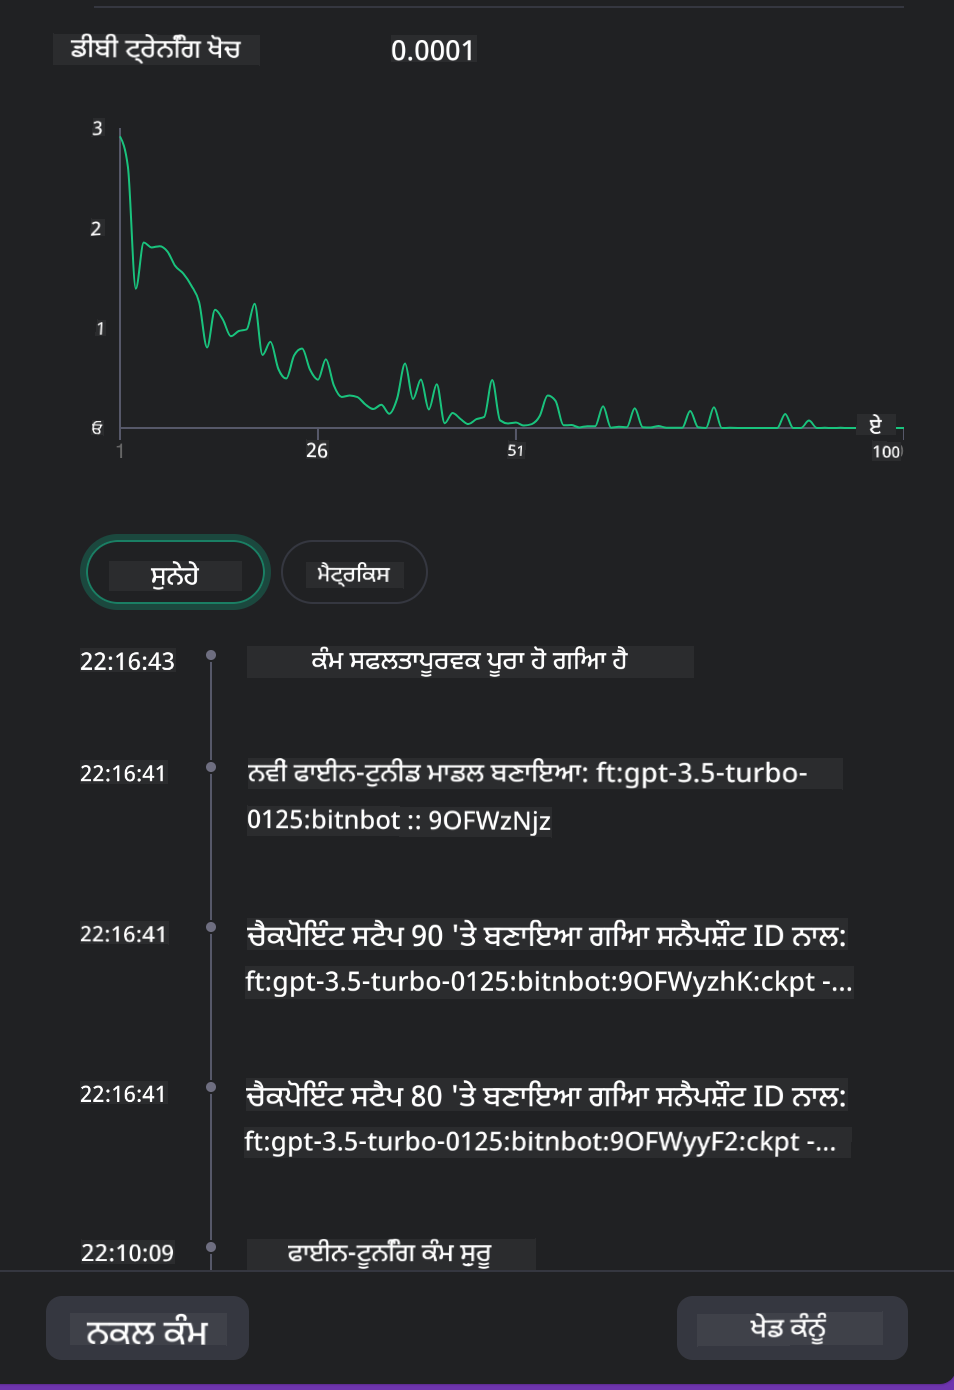 ਡੀਬੀ ਟ੍ਰੇਨਿੰਗ ਖੋਚ 0.0001
3
2
1
ਓ
ਏ
1 26 51 100
ਸੁਨੇਹੇ ਮੈਟ੍ਰਿਕਸ
22:16:43 ਕੰਮ ਸਫਲਤਾਪੂਰਵਕ ਪੂਰਾ ਹੋ ਗਿਆ ਹੈ
22:16:41 ਨਵੀਂ ਫਾਈਨ-ਟੁਨੀਡ ਮਾਡਲ ਬਣਾਇਆ: ft:gpt-3.5-turbo-
0125:bitnbot :: 9OFWzNjz
22:16:41 ਚੈਕਪੋਇੰਟ ਸਟੈਪ 90 'ਤੇ ਬਣਾਇਆ ਗਿਆ ਸਨੈਪਸ਼ੌਟ ID ਨਾਲ:
ft:gpt-3.5-turbo-0125:bitnbot:9OFWyzhK:ckpt -...
22:16:41 ਚੈਕਪੋਇੰਟ ਸਟੈਪ 80 'ਤੇ ਬਣਾਇਆ ਗਿਆ ਸਨੈਪਸ਼ੌਟ ID ਨਾਲ:
ft:gpt-3.5-turbo-0125:bitnbot:9OFWyyF2:ckpt -...
22:10:09 ਫਾਈਨ-ਟੂਨਿੰਗ ਕੰਮ ਸੁਰੂ
ਨਕਲ ਕੰਮ ਖੇਡ ਕੰਨੂੰ